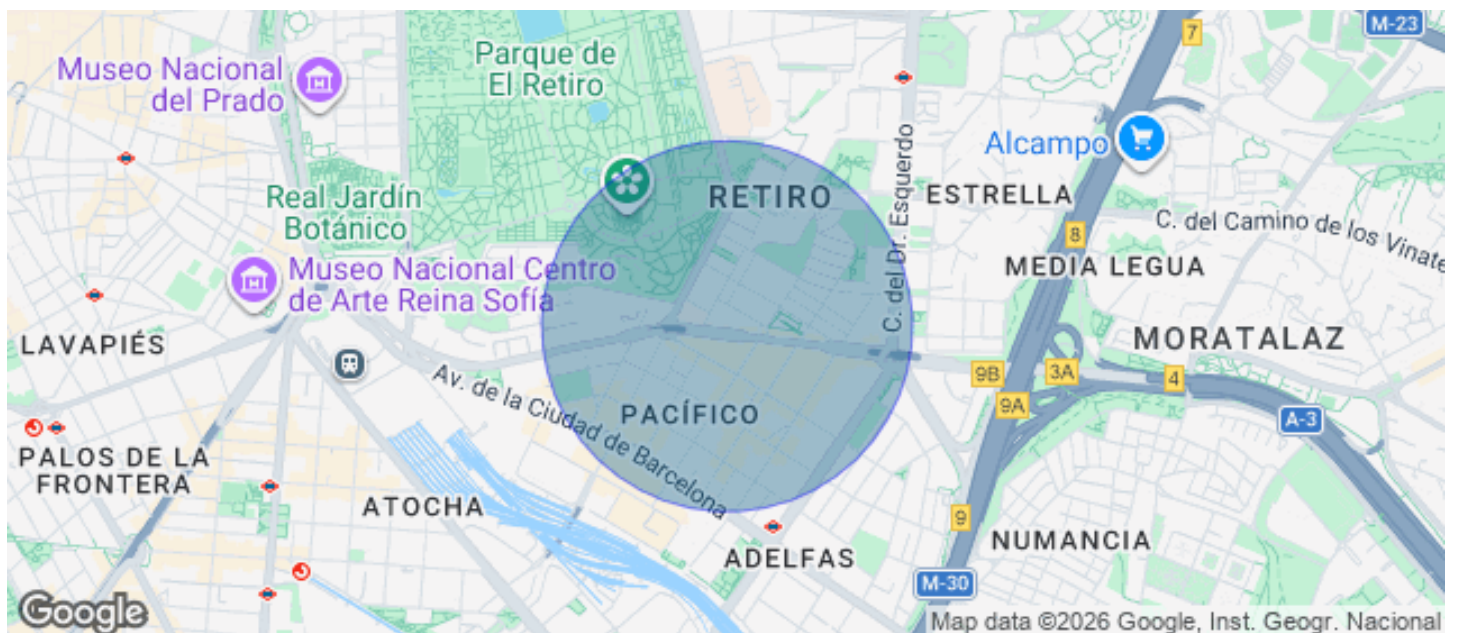 M-23
7
Parque de
El Retiro
Museo Nacional
del Prado
Alcampo
RETIRO
ESTRELLA
C. del Dr. Esquerdo
Real Jardín
Botánico
C. del Camino de los Vinate
8
MEDIA LEGUA
Museo Nacional Centro
de Arte Reina Sofía
LAVAPIÉS
MORATALAZ
9B
3A
4
9A
A-3
Av. de la Ciudad de Barcelona
PACÍFICO
PALOS DE LA
FRONTERA
ATOCHA
9
NUMANCIA
ADELFAS
M-30
Google
Map data ©2026 Google, Inst. Geogr. Nacional